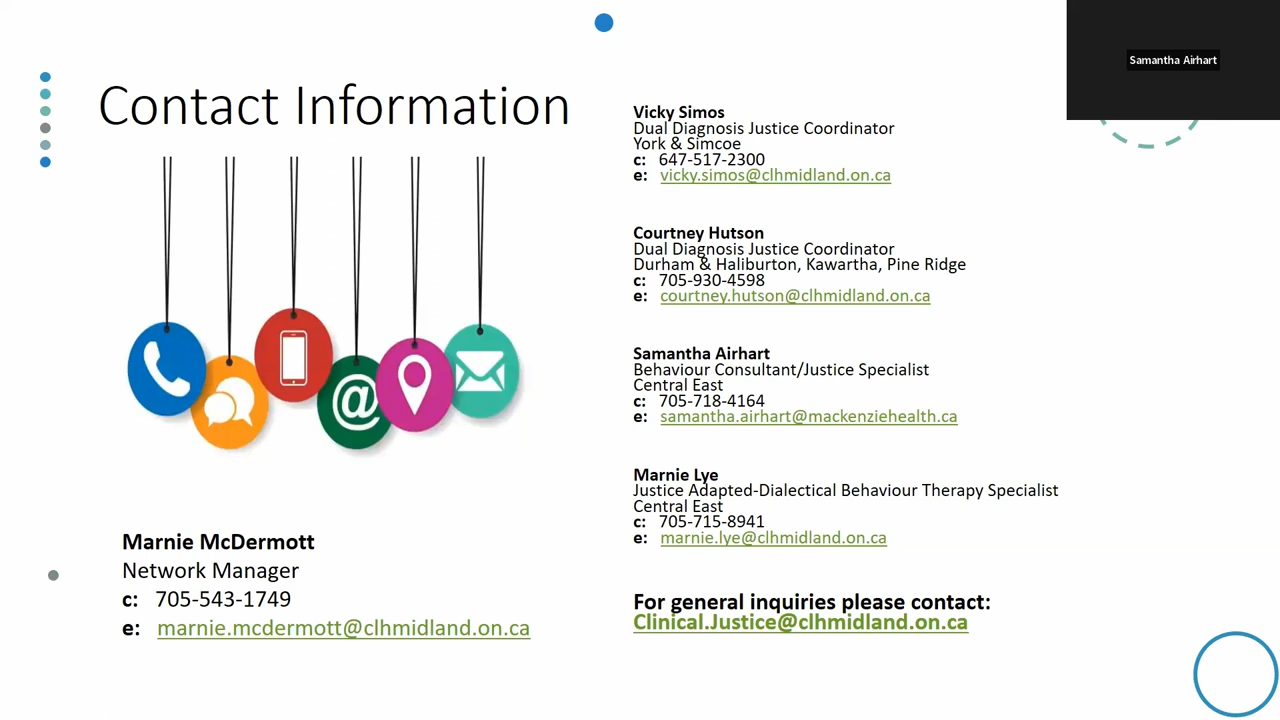 Contact Information
Marnie McDermott
Network Manager
c: 705-543-1749
e: marnie.mcdermott@clhmidland.on.ca
Vicky Simos
Dual Diagnosis Justice Coordinator
York & Simcoe
c: 647-517-2300
e: vicky.simos@clhmidland.on.ca
Courtney Hutson
Dual Diagnosis Justice Coordinator
Durham & Haliburton, Kawartha, Pine Ridge
c: 705-930-4598
e: courtney.hutson@clhmidland.on.ca
Samantha Airhart
Behaviour Consultant/Justice Specialist
Central East
c: 705-718-4164
e: samantha.airhart@mackenziehealth.ca
Marnie Lye
Justice Adapted-Dialectical Behaviour Therapy Specialist
Central East
c: 705-715-8941
e: marnie.lye@clhmidland.on.ca
For general inquiries please contact:
Clinical.Justice@clhmidland.on.ca
Samantha Airhart
@